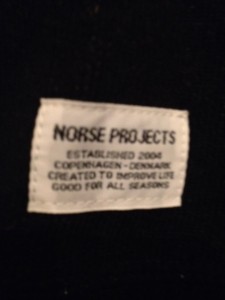 NORSE PROJECTS
ESTABLISHED 2004
COPENHAGEN - DENMARK
CREATED TO IMPROVE LIFE
GOOD FOR ALL SEASONS